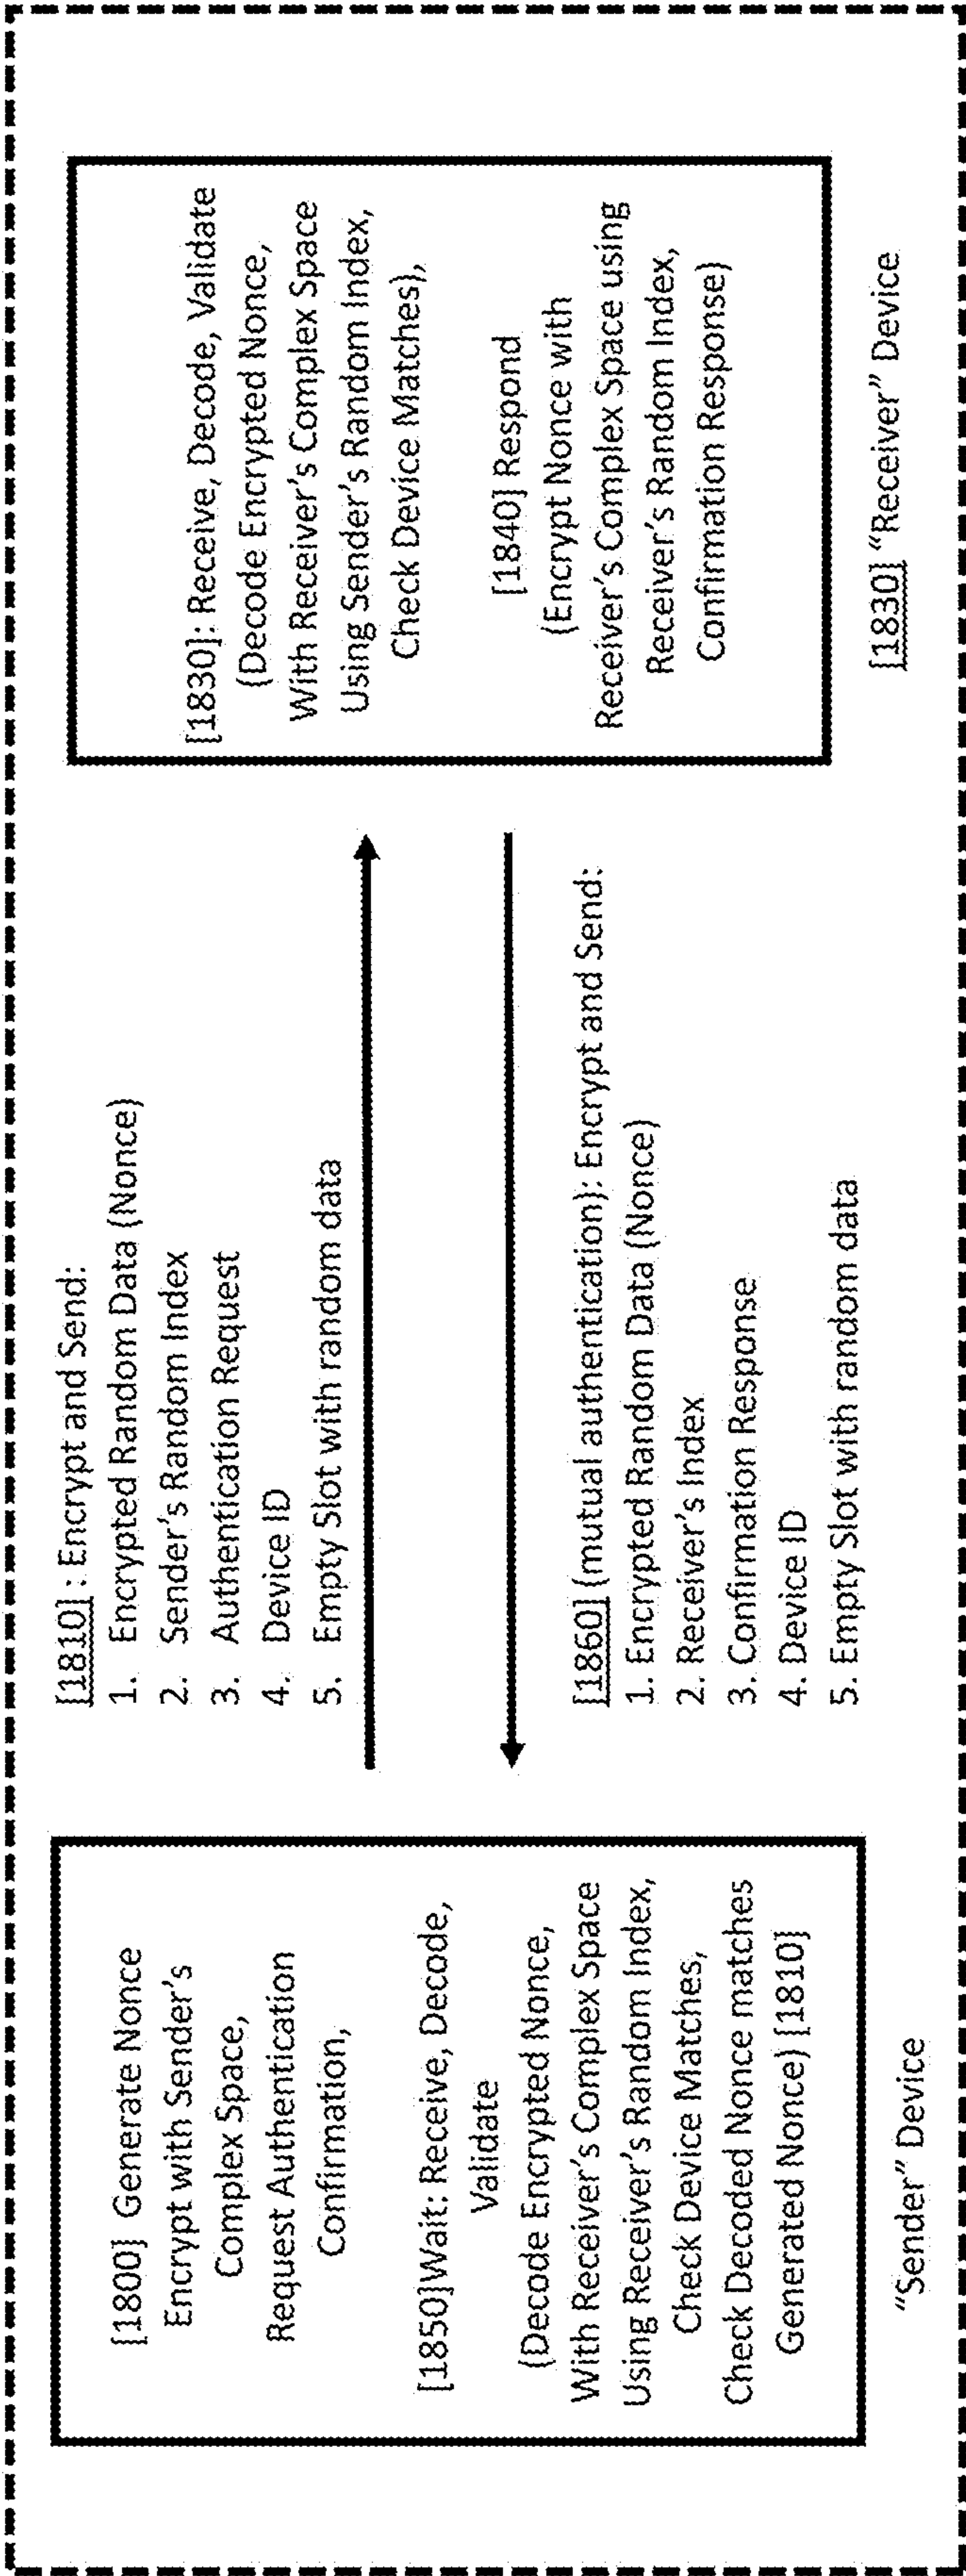 [1800] Generate Nonce
Encrypt with Sender's
Complex Space,
Request Authentication
Confirmation,
[1850]Wait: Receive, Decode,
Validate
(Decode Encrypted Nonce,
With Receiver's Complex Space
Using Receiver's Random Index,
Check Device Matches,
Check Decoded Nonce matches
Generated Nonce) [1810]
"Sender" Device
[1810] : Encrypt and Send:
1. Encrypted Random Data (Nonce)
2. Sender's Random Index
3. Authentication Request
4. Device ID
5. Empty Slot with random data
[1860] (mutual authentication): Encrypt and Send:
1. Encrypted Random Data (Nonce)
2. Receiver's Index
3. Confirmation Response
4. Device ID
5. Empty Slot with random data
[1830]: Receive, Decode, Validate
(Decode Encrypted Nonce,
With Receiver's Complex Space
Using Sender's Random Index,
Check Device Matches),
[1840] Respond
(Encrypt Nonce with
Receiver's Complex Space using
Receiver's Random Index,
Confirmation Response)
[1830] "Receiver" Device